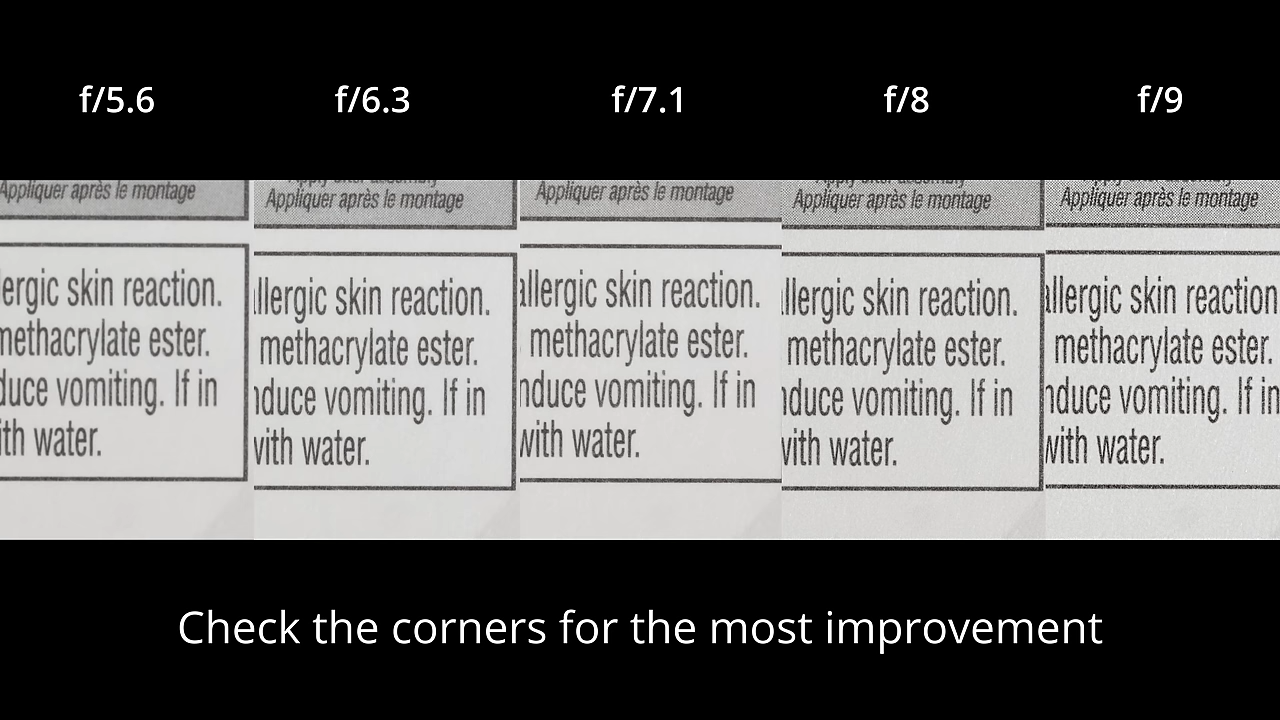 f/5.6
f/6.3
f/7.1
f/8
f/9
Appliquer après le montage
ergic skin reaction.
methacrylate ester.
duce vomiting. If in
ith water.
Appliquer après le montage
llergic skin reaction.
methacrylate ester.
nduce vomiting. If in
with water.
Appliquer après le montage
allergic skin reaction.
methacrylate ester.
nduce vomiting. If in
with water.
Appliquer après le montage
llergic skin reaction.
methacrylate ester.
nduce vomiting. If in
with water.
Appliquer après le montage
allergic skin reaction
methacrylate ester.
nduce vomiting. If in
with water.
Check the corners for the most improvement